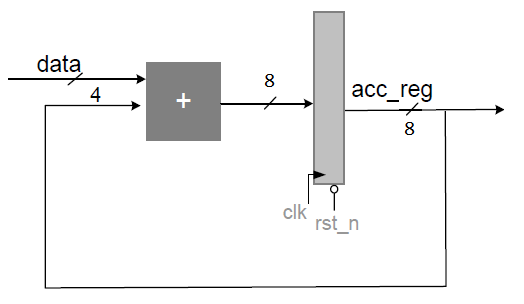 data
4
+
8
acc_reg
8
clk
rst_n